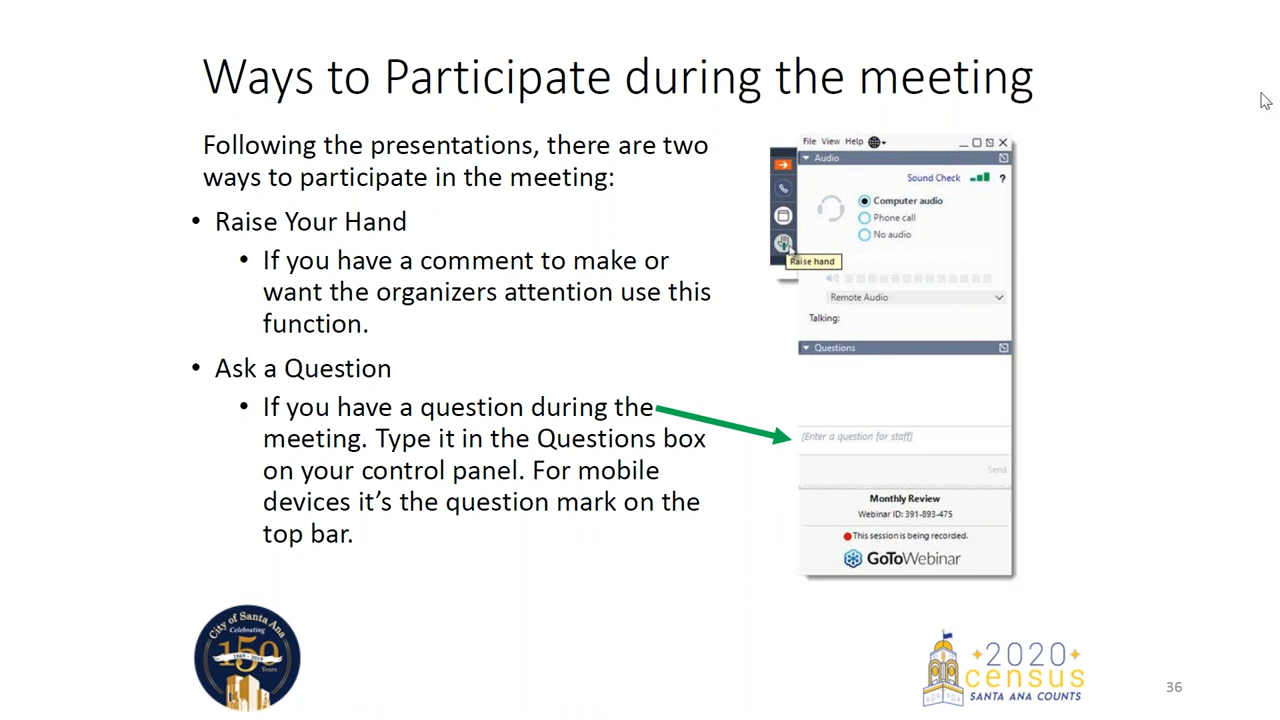 Ways to Participate during the meeting
Following the presentations, there are two
ways to participate in the meeting:
• Raise Your Hand
• If you have a comment to make or
want the organizers attention use this
function.
• Ask a Question
• If you have a question during the
meeting. Type it in the Questions box
on your control panel. For mobile
devices it’s the question mark on the
top bar.
File View Help
Audio
Sound Check ?
Computer audio
Phone call
No audio
Raise hand
Remote Audio
Talking:
Questions
[Enter a question for staff]
Send
Monthly Review
Webinar ID: 391-893-475
This session is being recorded.
GoToWebinar
City of Santa Ana
Celebrating
150
1869 - 2019
Years
2020
census
SANTA ANA COUNTS
36